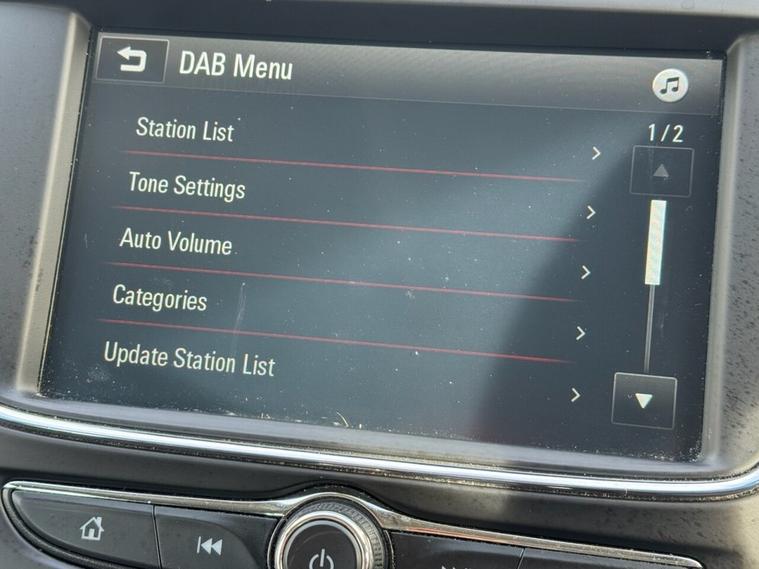 DAB Menu
1/2
Station List
Tone Settings
Auto Volume
Categories
Update Station List